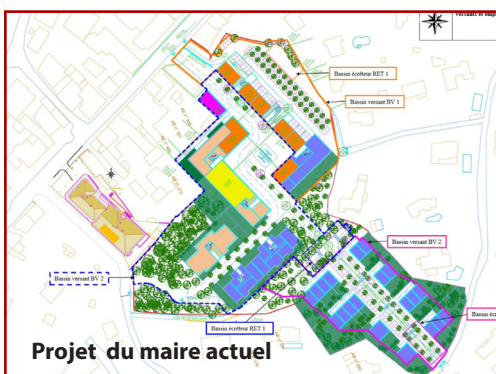 Bassin écrêteur RET 1
Bassin versant BV 1
Bassin versant BV 2
Bassin versant BV 2
Bassin écrêteur RET 1
Projet du maire actuel